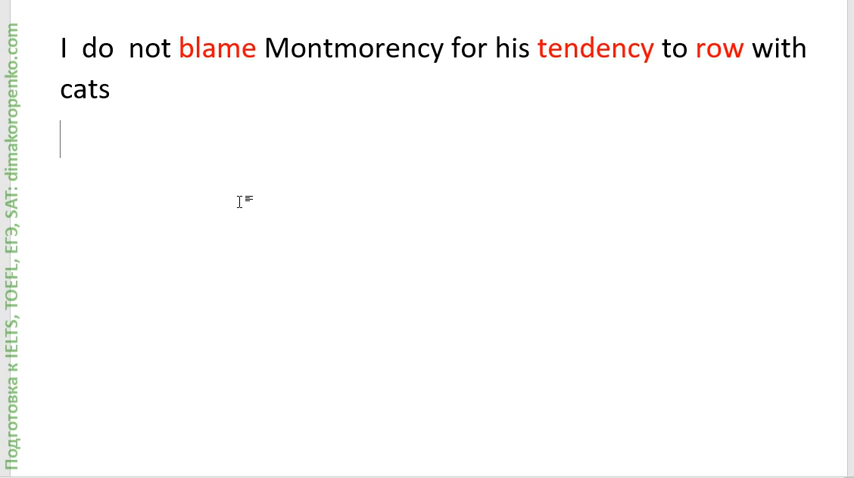 I do not blame Montmorency for his tendency to row with
cats
Подготовка к IELTS, TOEFL, ЕГЭ, SAT: dimakoropenko.com